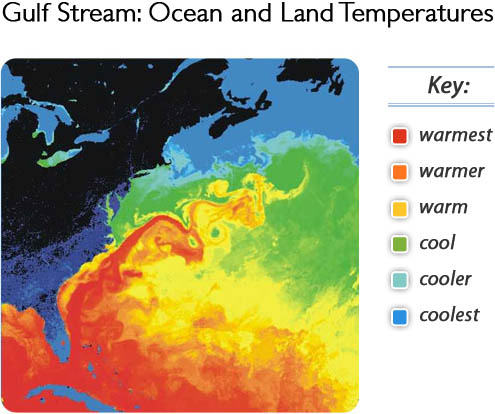 Gulf Stream: Ocean and Land Temperatures
Key:
warmest
warmer
warm
cool
cooler
coolest